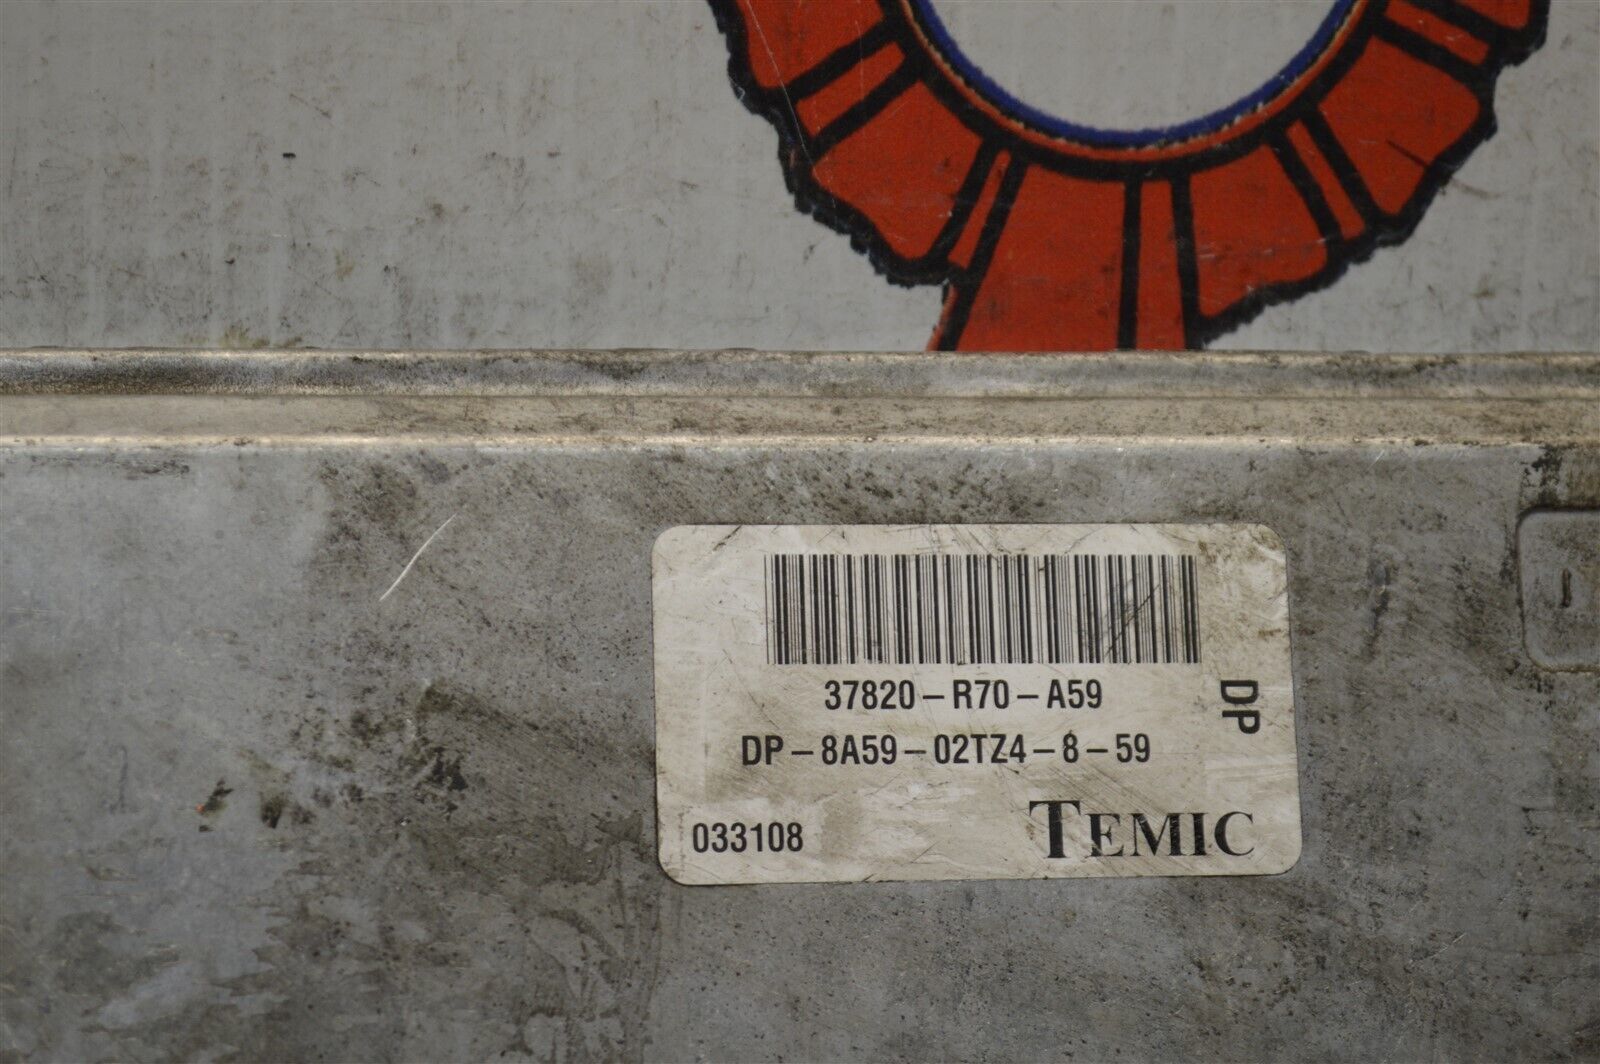 37820-R70-A59
DP-8A59-02TZ4-8-59
DP
033108
TEMIC